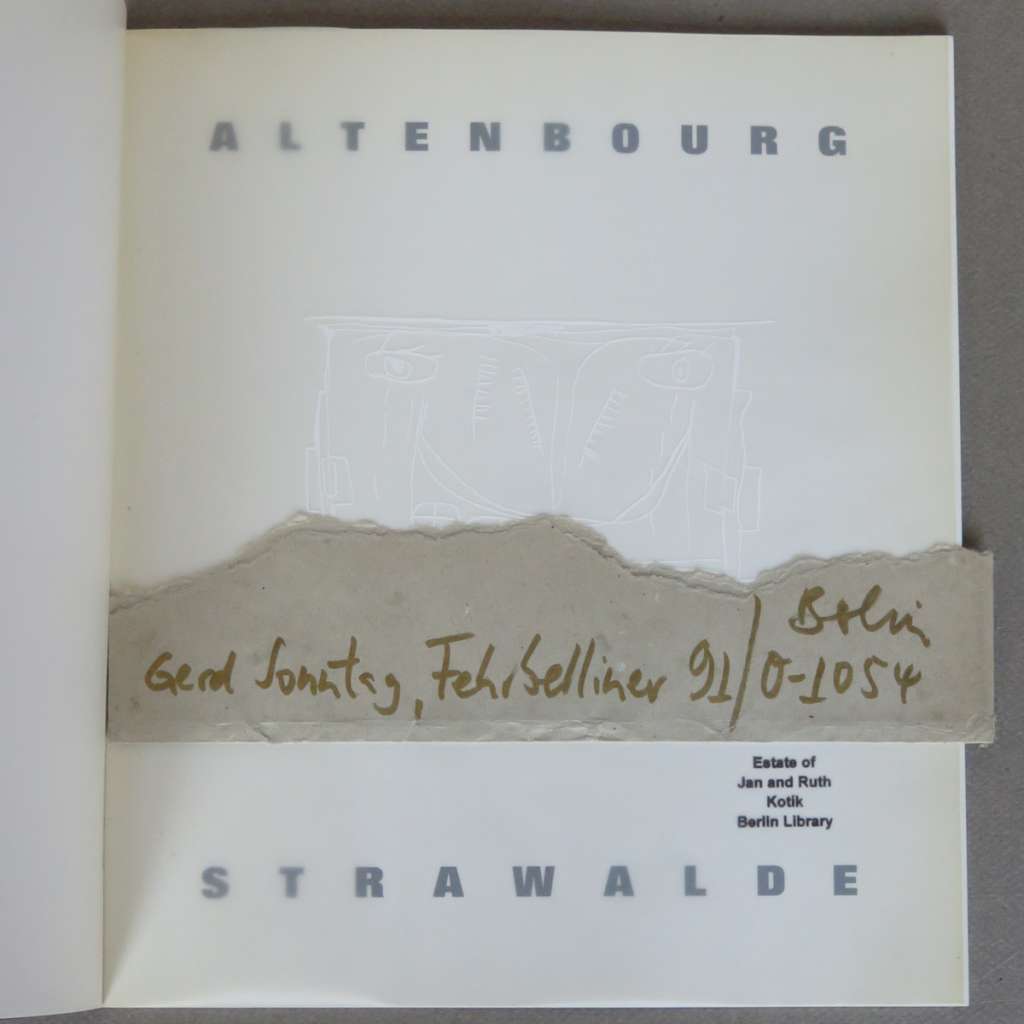 ALTENBOURG
Berlin
Gerd Sonntag, Fehrbelliner 91/O-1054
Estate of
Jan and Ruth
Kotik
Berlin Library
STRAWALDE